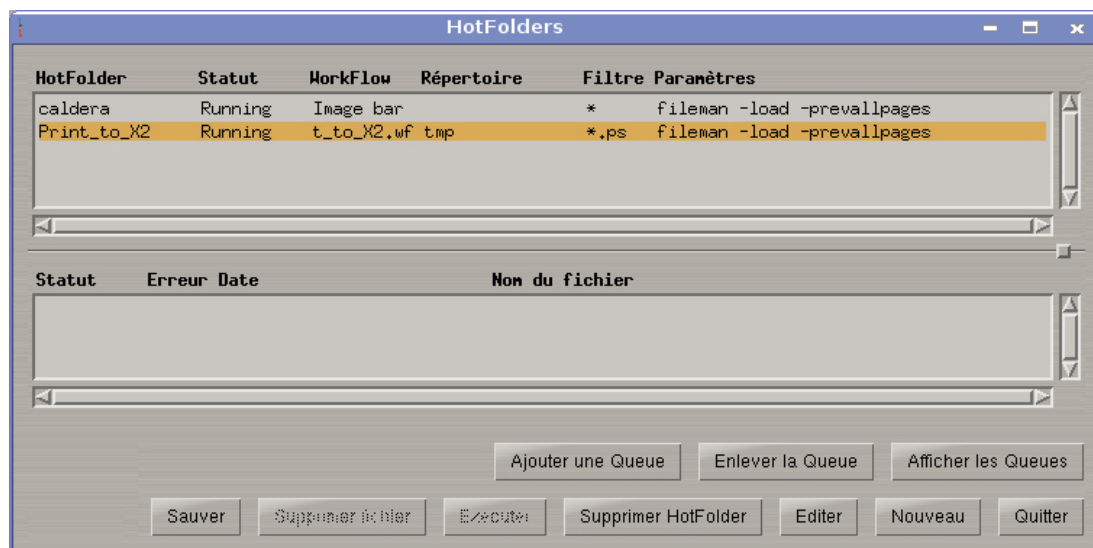 HotFolders
HotFolder Statut WorkFlow Répertoire Filtre Paramètres
caldera Running Image bar * fileman -load -prevallpages
Print_to_X2 Running t_to_X2.wf tmp *.ps fileman -load -prevallpages
Statut Erreur Date Nom du fichier
Ajouter une Queue Enlever la Queue Afficher les Queues
Sauver Supprimer fichier Exécuter Supprimer HotFolder Editer Nouveau Quitter